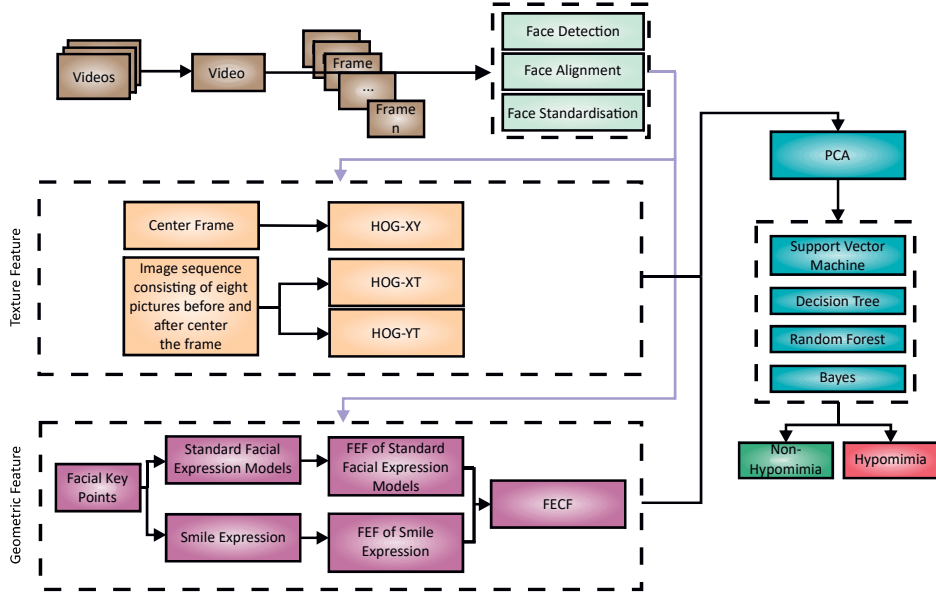 Videos
Video
Frame
...
Frame
n
Face Detection
Face Alignment
Face Standardisation
PCA
Support Vector
Machine
Decision Tree
Random Forest
Bayes
Non-
Hypomimia
Hypomimia
Texture Feature
Center Frame
HOG-XY
Image sequence
consisting of eight
pictures before and
after center
the frame
HOG-XT
HOG-YT
Geometric Feature
Facial Key
Points
Standard Facial
Expression Models
FEF of Standard
Facial Expression
Models
Smile Expression
FEF of Smile
Expression
FECF